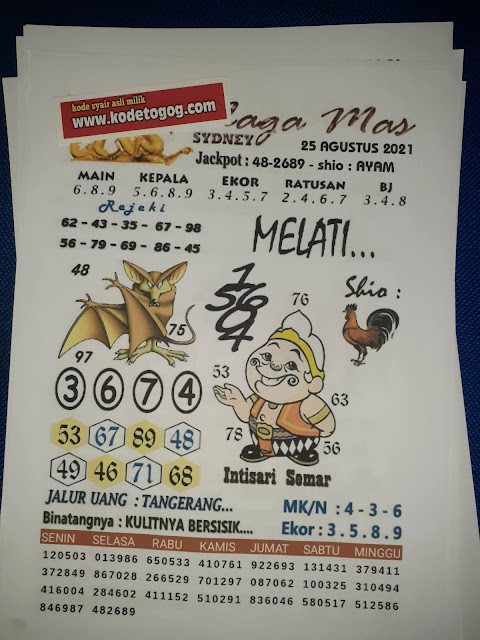 kode syair asli milik
www.kodetogog.com
aga Mas
SYDNEY
25 AGUSTUS 2021
Jackpot : 48-2689 - shio : AYAM
MAIN KEPALA EKOR RATUSAN BJ
6.8.9 5.6.8.9 3.4.5.7 2.4.6.7 3.4.8
Rejeki
62 - 43 - 35 - 67 - 98
56 - 79 - 69 - 86 - 45
MELATI...
48
1
56
04
76
Shio :
75
97
53
63
3 6 7 4
78
56
53 67 89 48
49 46 71 68
Intisari Semar
JALUR UANG : TANGERANG...
MK/N : 4 - 3 - 6
Binatangnya : KULITNYA BERSISIK....
Ekor : 3.5.8.9
SENIN SELASA RABU KAMIS JUMAT SABTU MINGGU
120503 013986 650533 410761 922693 131431 379411
372849 867028 266529 701297 087062 100325 310494
416004 284602 411152 510291 836046 580517 512586
846987 482689